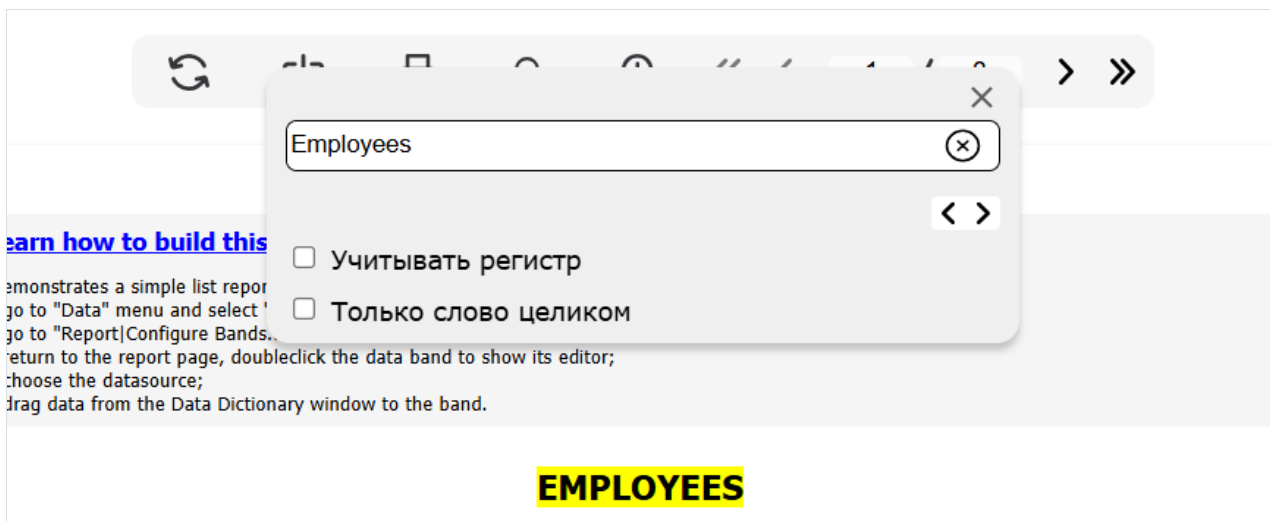 1 / 3
Employees
earn how to build this
Учитывать регистр
emonstrates a simple list repor
go to "Data" menu and select "
Только слово целиком
go to "Report|Configure Bands..
return to the report page, doubleclick the data band to show its editor;
choose the datasource;
drag data from the Data Dictionary window to the band.
EMPLOYEES